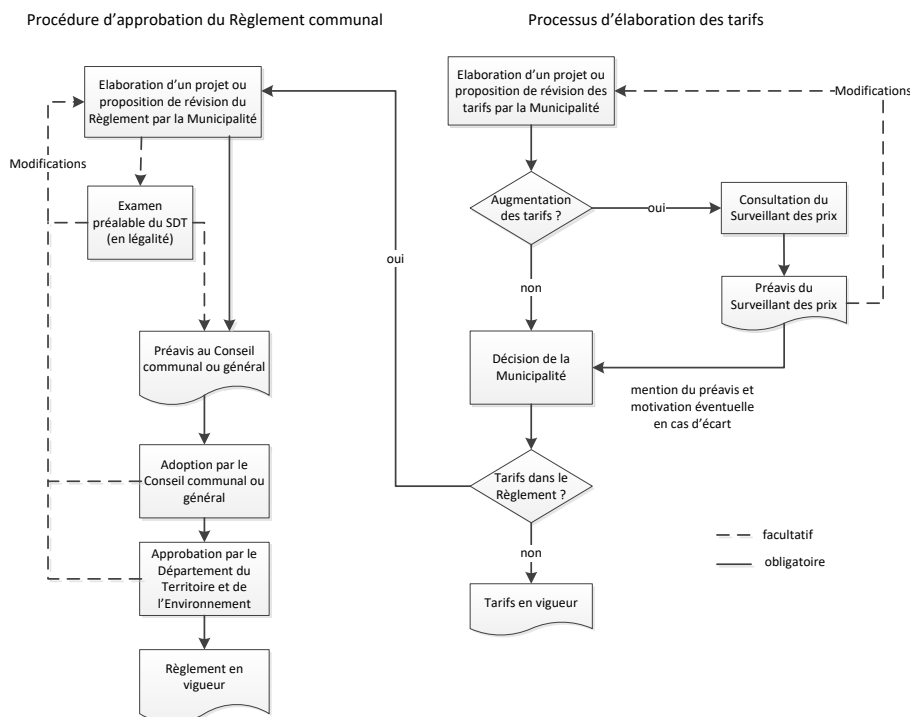 Procédure d’approbation du Règlement communal
Elaboration d’un projet ou
proposition de révision du
Règlement par la Municipalité
Modifications
Examen
préalable du SDT
(en légalité)
Préavis au Conseil
communal ou général
Adoption par le
Conseil communal ou
général
Approbation par le
Département du
Territoire et de
l’Environnement
Règlement en
vigueur
Processus d’élaboration des tarifs
Elaboration d’un projet ou
proposition de révision des
tarifs par la Municipalité
Modifications
Augmentation
des tarifs ?
oui
Consultation du
Surveillant des prix
oui
non
Préavis du
Surveillant des prix
Décision de la
Municipalité
mention du préavis et
motivation éventuelle
en cas d’écart
Tarifs dans le
Règlement ?
non
Tarifs en vigueur
facultatif
obligatoire